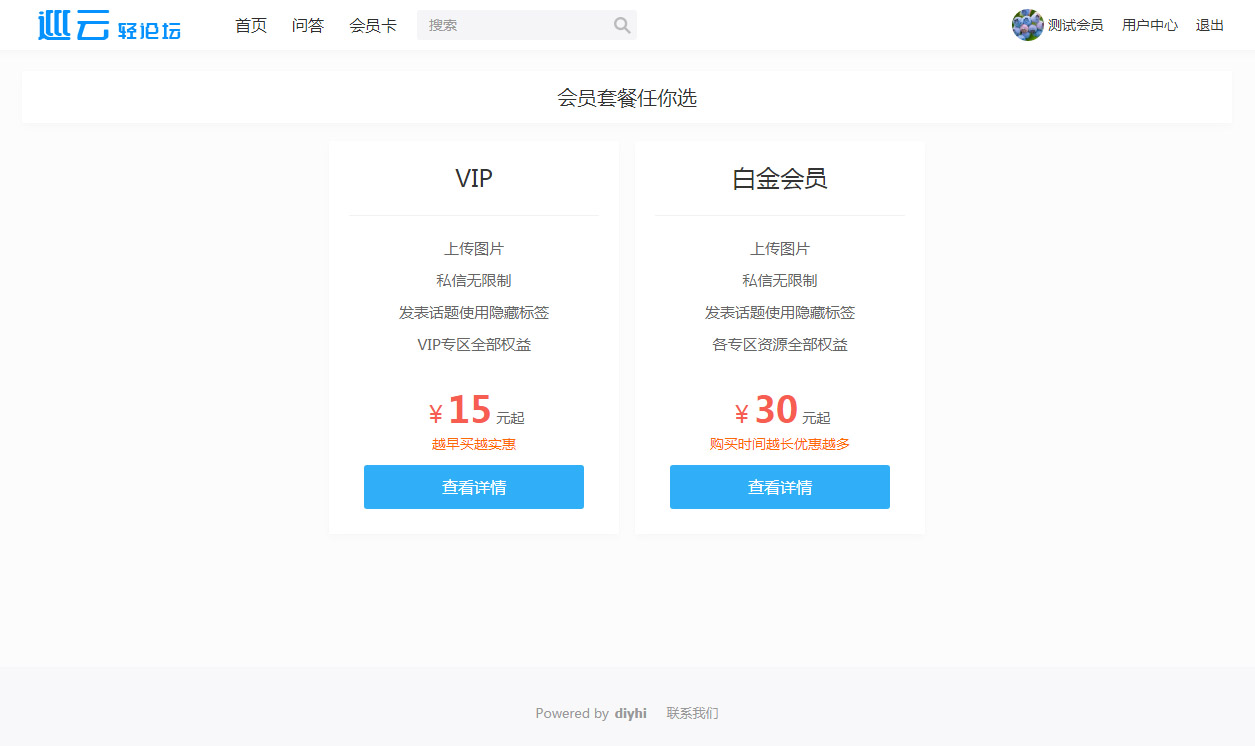 巡云 轻论坛 首页 问答 会员卡 搜索 测试会员 用户中心 退出
会员套餐任你选
VIP
上传图片
私信无限制
发表话题使用隐藏标签
VIP专区全部权益
¥ 15 元起
越早买越实惠
查看详情
白金会员
上传图片
私信无限制
发表话题使用隐藏标签
各专区资源全部权益
¥ 30 元起
购买时间越长优惠越多
查看详情
Powered by diyhi 联系我们